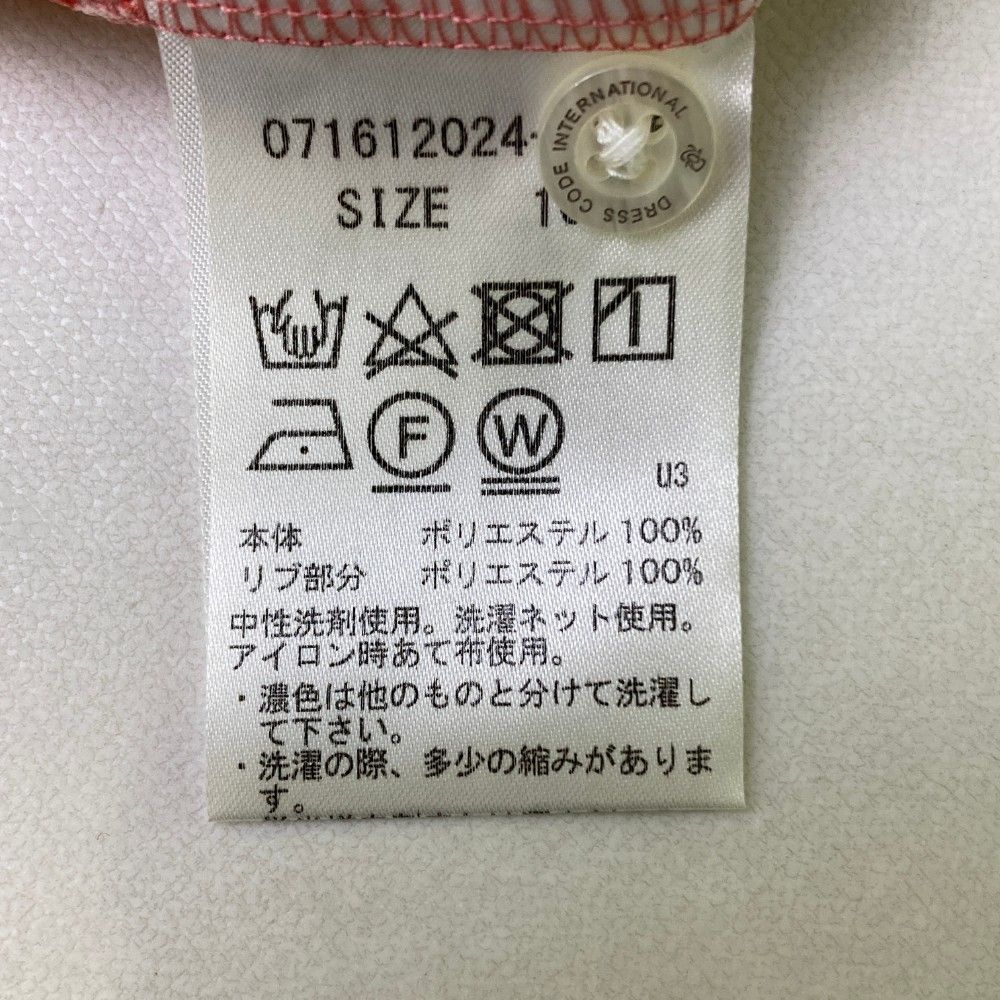 071612024-
DRESS CODE INTERNATIONAL
SIZE
F
W
U3
本体 ポリエステル 100%
リブ部分 ポリエステル 100%
中性洗剤使用。洗濯ネット使用。
アイロン時あて布使用。
・濃色は他のものと分けて洗濯し
て下さい。
・洗濯の際、多少の縮みがありま
す。